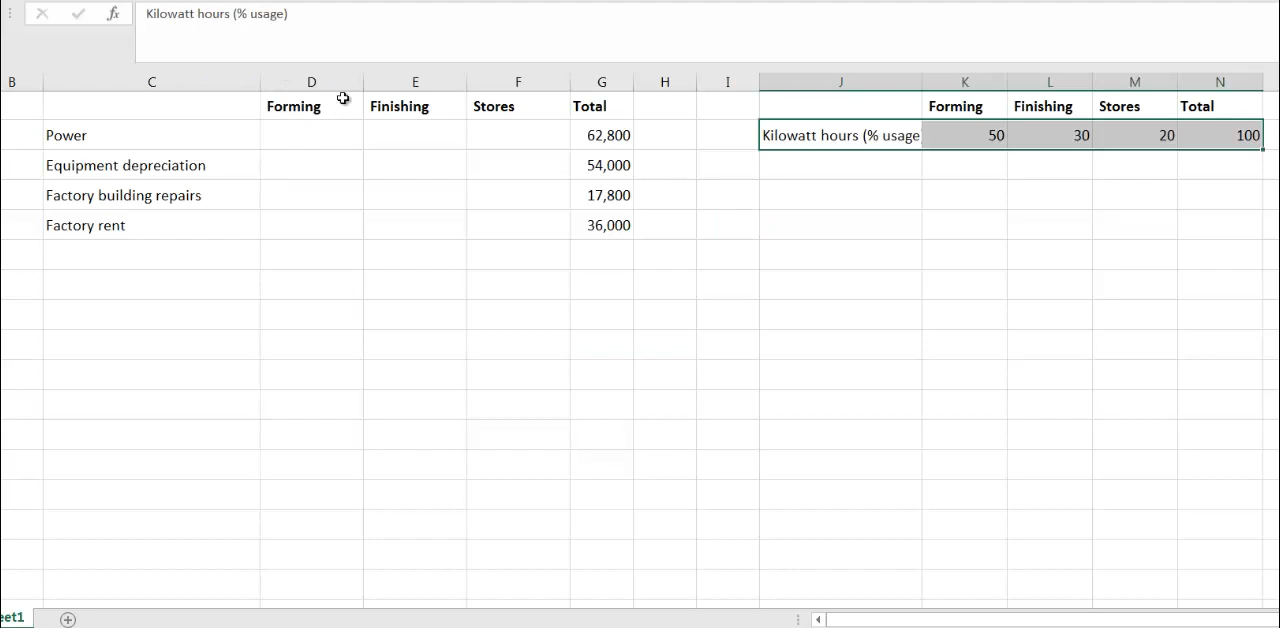 fx Kilowatt hours (% usage)
B C D E F G H I J K L M N
Forming Finishing Stores Total Forming Finishing Stores Total
Power 62,800 Kilowatt hours (% usage 50 30 20 100
Equipment depreciation 54,000
Factory building repairs 17,800
Factory rent 36,000
eet1